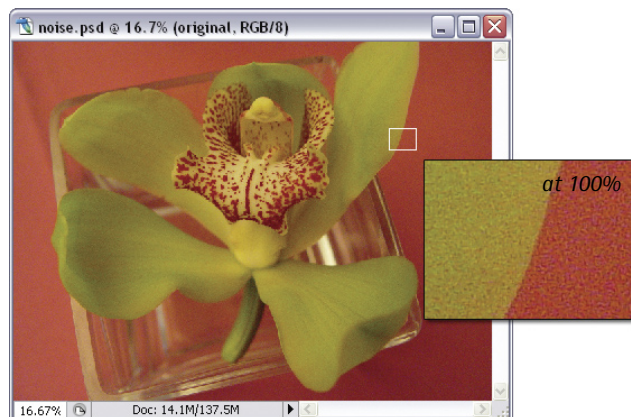 noise.psd @ 16.7% (original, RGB/8)
at 100%
16.67%
Doc: 14.1M/137.5M